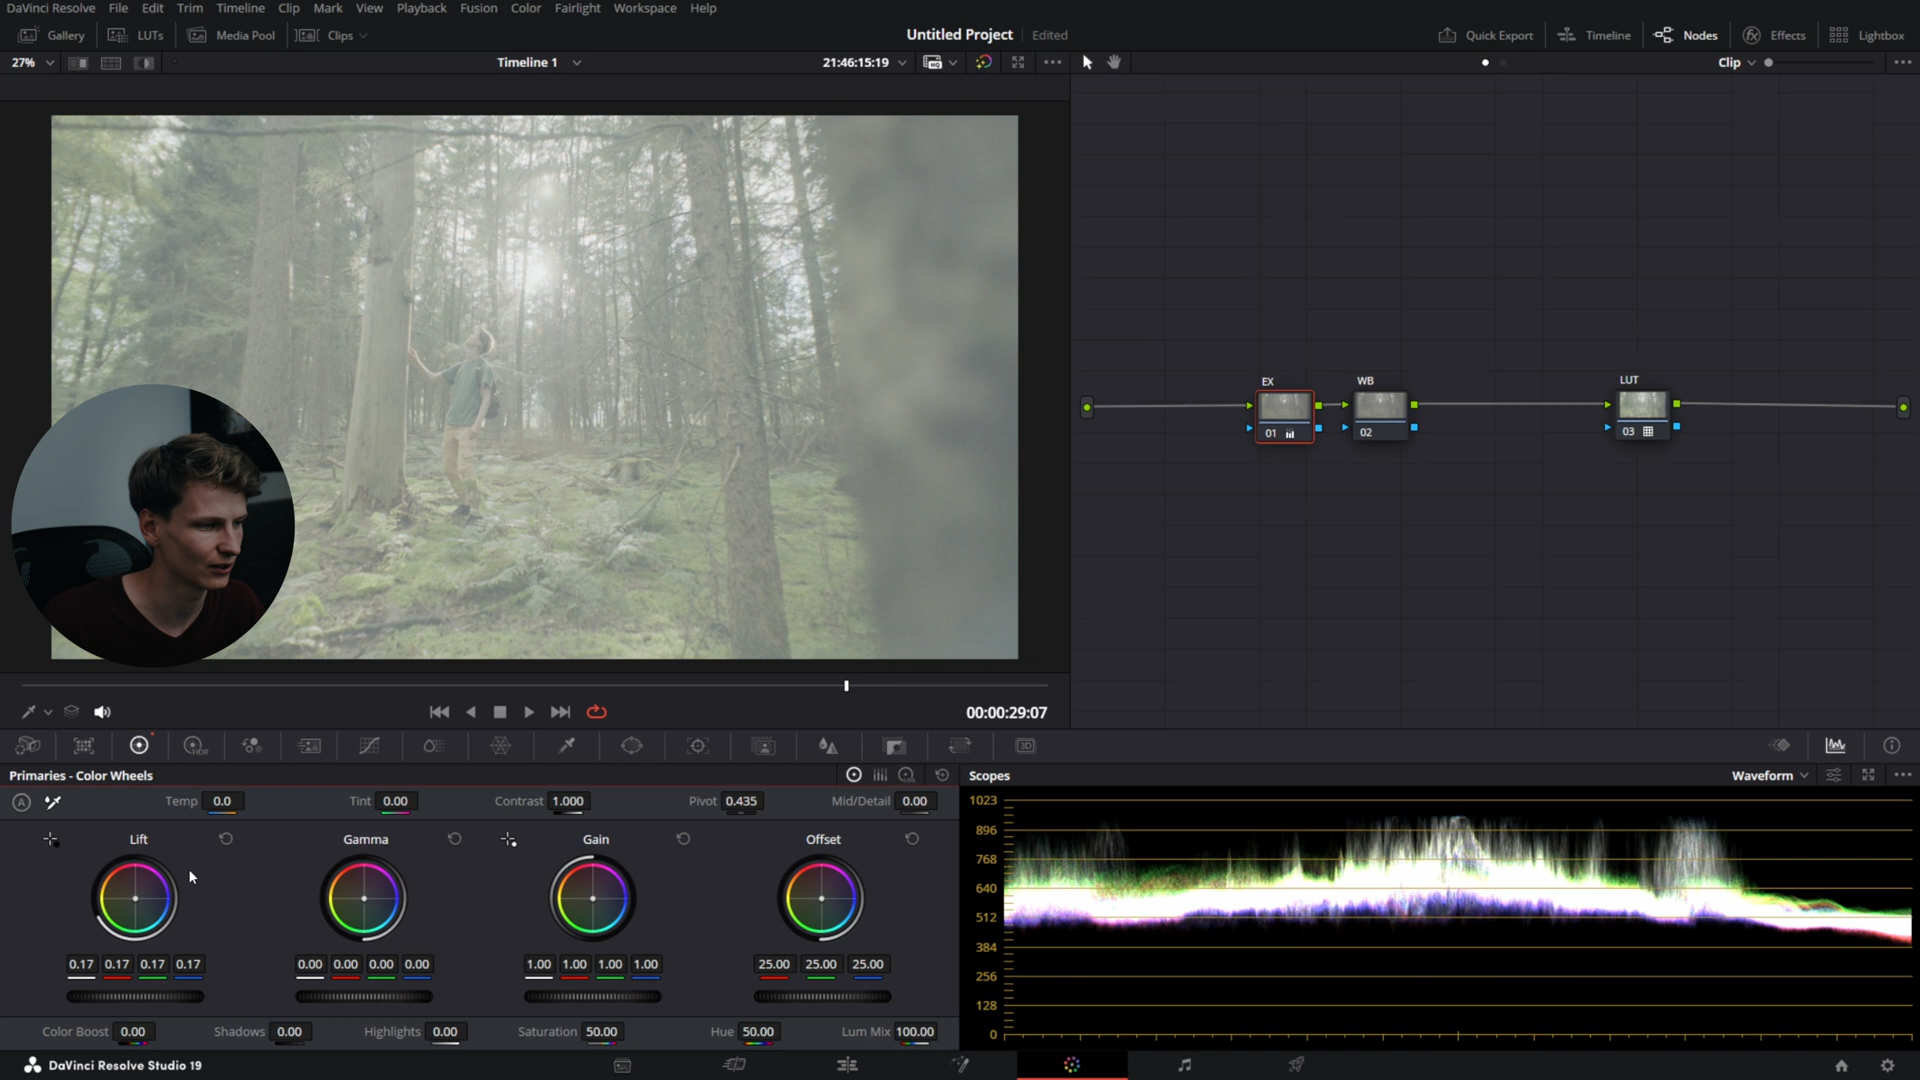 DaVinci Resolve File Edit Trim Timeline Clip Mark View Playback Fusion Color Fairlight Workspace Help
Gallery LUTs Media Pool Clips Untitled Project Edited Quick Export Timeline Nodes Effects Lightbox
27% Timeline 1 21:46:15:19 Clip
EX WB LUT
01 02 03
00:00:29:07
HDR 3D
Primaries - Color Wheels Scopes Waveform
A Temp 0.0 Tint 0.00 Contrast 1.000 Pivot 0.435 Mid/Detail 0.00
Lift Gamma Gain Offset
0.17 0.17 0.17 0.17 0.00 0.00 0.00 0.00 1.00 1.00 1.00 1.00 25.00 25.00 25.00
Color Boost 0.00 Shadows 0.00 Highlights 0.00 Saturation 50.00 Hue 50.00 Lum Mix 100.00
1023
896
768
640
512
384
256
128
0
DaVinci Resolve Studio 19